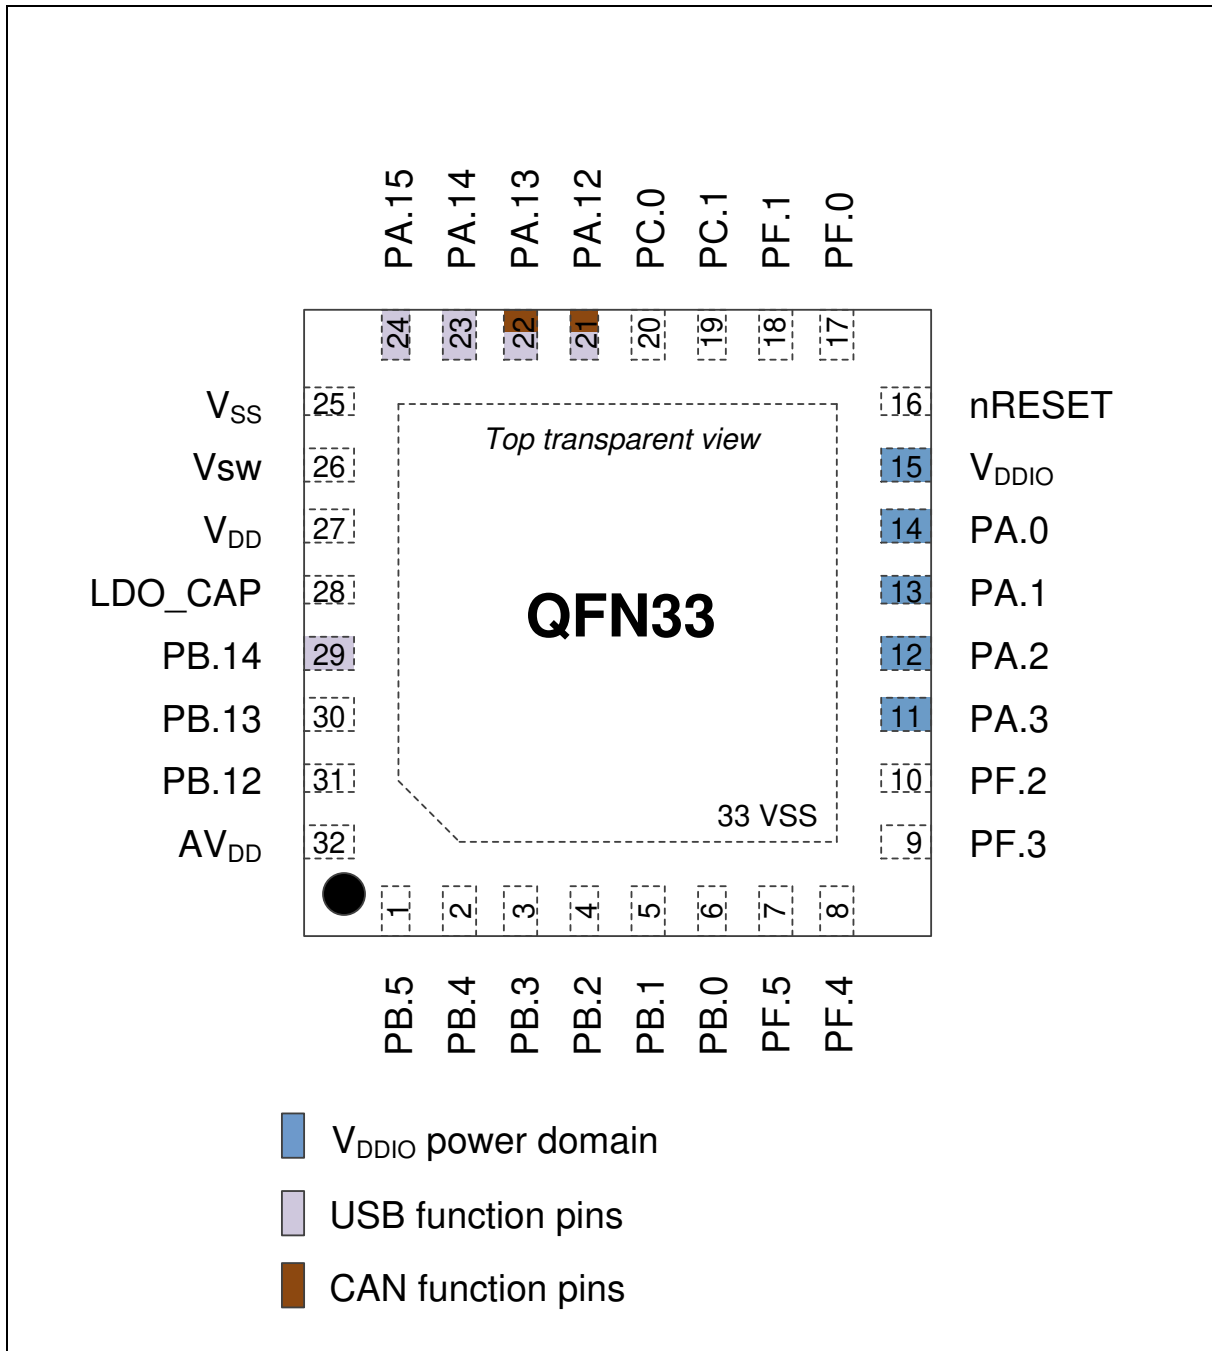 PA.15 PA.14 PA.13 PA.12 PC.0 PC.1 PF.1 PF.0
24 23 22 21 20 19 18 17
VSS 25 16 nRESET
Top transparent view
Vsw 26 15 VDDIO
VDD 27 14 PA.0
LDO_CAP 28 13 PA.1
QFN33
PB.14 29 12 PA.2
PB.13 30 11 PA.3
PB.12 31 10 PF.2
33 VSS
AVDD 32 9 PF.3
1 2 3 4 5 6 7 8
PB.5 PB.4 PB.3 PB.2 PB.1 PB.0 PF.5 PF.4
VDDIO power domain
USB function pins
CAN function pins